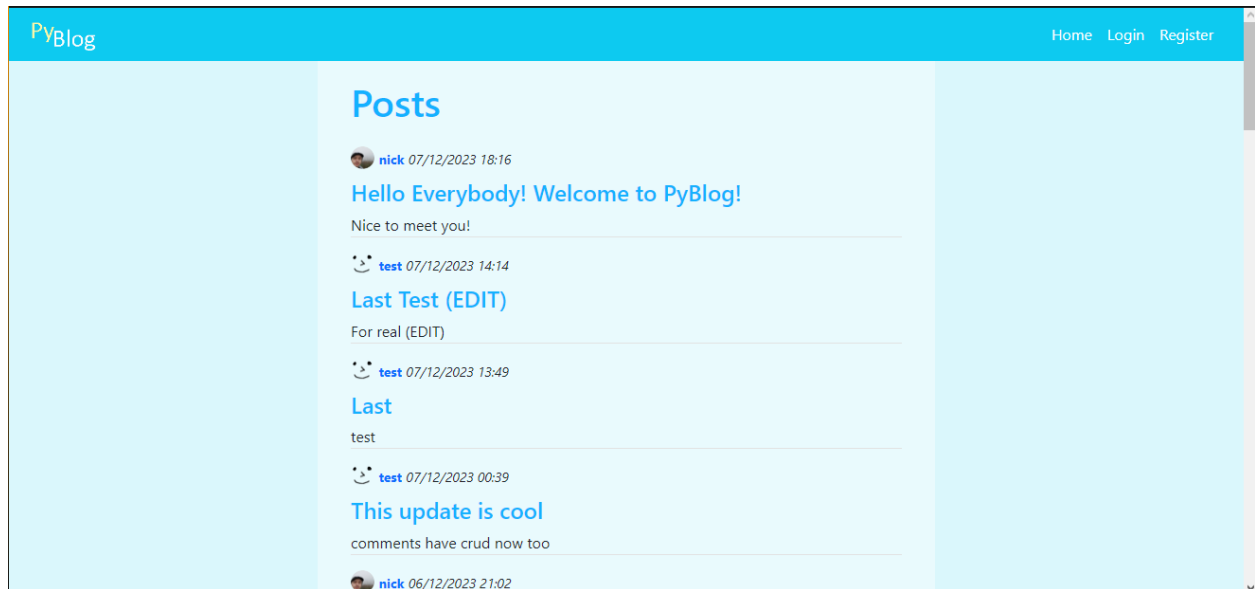 PyBlog
Home Login Register
Posts
nick 07/12/2023 18:16
Hello Everybody! Welcome to PyBlog!
Nice to meet you!
test 07/12/2023 14:14
Last Test (EDIT)
For real (EDIT)
test 07/12/2023 13:49
Last
test
test 07/12/2023 00:39
This update is cool
comments have crud now too
nick 06/12/2023 21:02